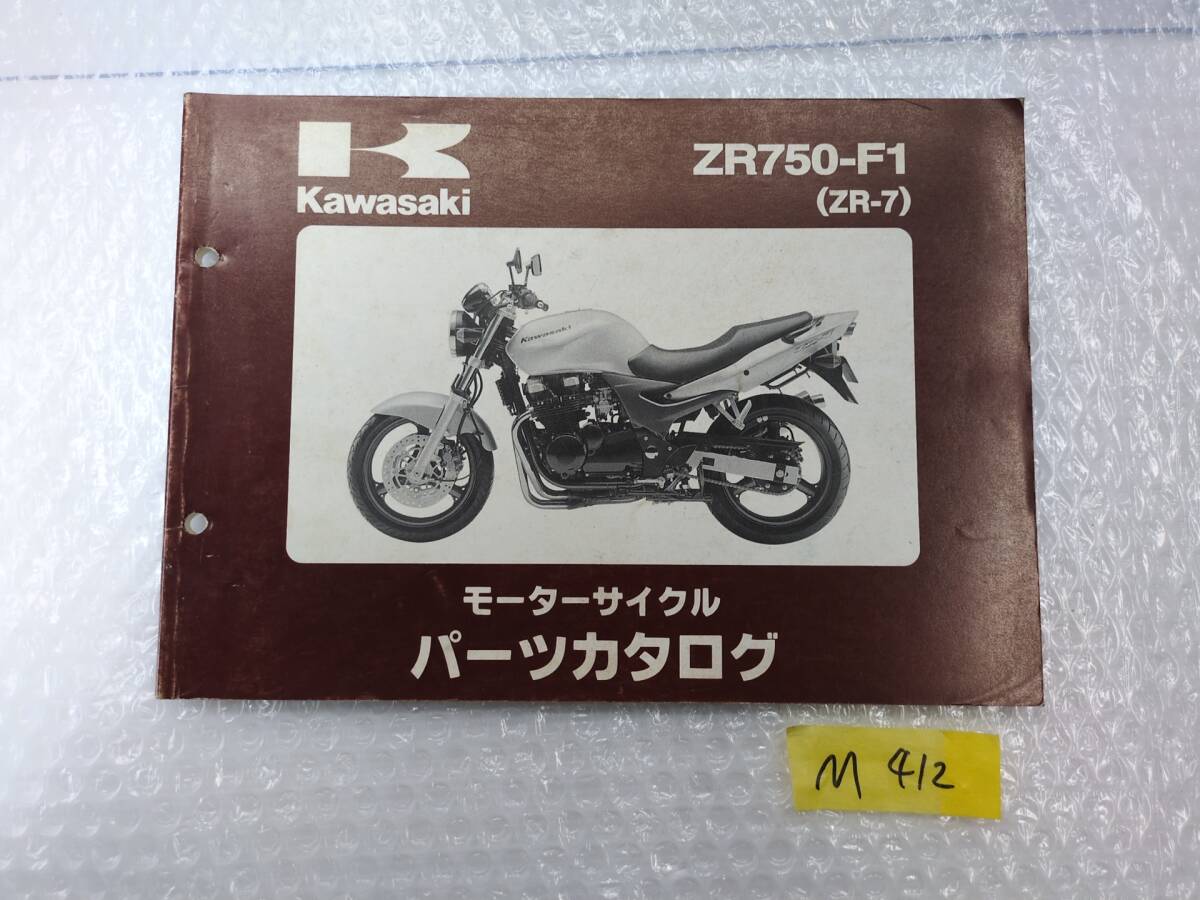 Kawasaki
ZR750-F1
(ZR-7)
Kawasaki
モーターサイクル
パーツカタログ
M 412